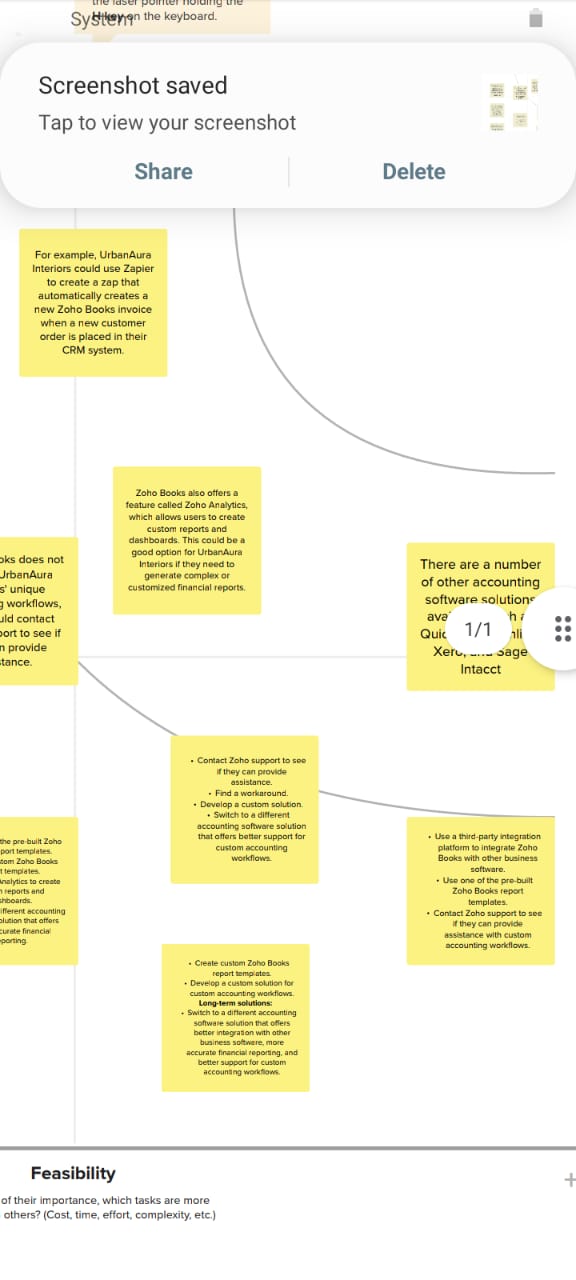 the laser pointer holding the
H key on the keyboard.
System
Screenshot saved
Tap to view your screenshot
Share
Delete
For example, UrbanAura
Interiors could use Zapier
to create a zap that
automatically creates a
new Zoho Books invoice
when a new customer
order is placed in their
CRM system.
Zoho Books also offers a
feature called Zoho Analytics,
which allows users to create
custom reports and
dashboards. This could be a
good option for UrbanAura
Interiors if they need to
generate complex or
customized financial reports.
oks does not
UrbanAura
s' unique
g workflows,
uld contact
port to see if
n provide
stance.
There are a number
of other accounting
software solutions
ava h a
Quic nli
Xero, Sage
Intacct
1/1
• Contact Zoho support to see
if they can provide
assistance.
• Find a workaround.
• Develop a custom solution.
• Switch to a different
accounting software solution
that offers better support for
custom accounting
workflows.
the pre-built Zoho
port templates.
stom Zoho Books
t templates.
Analytics to create
n reports and
shboards.
ifferent accounting
olution that offers
curate financial
porting.
• Use a third-party integration
platform to integrate Zoho
Books with other business
software.
• Use one of the pre-built
Zoho Books report
templates.
• Contact Zoho support to see
if they can provide
assistance with custom
accounting workflows.
• Create custom Zoho Books
report templates.
• Develop a custom solution for
custom accounting workflows.
Long-term solutions:
• Switch to a different accounting
software solution that offers
better integration with other
business software, more
accurate financial reporting, and
better support for custom
accounting workflows.
Feasibility
of their importance, which tasks are more
others? (Cost, time, effort, complexity, etc.)